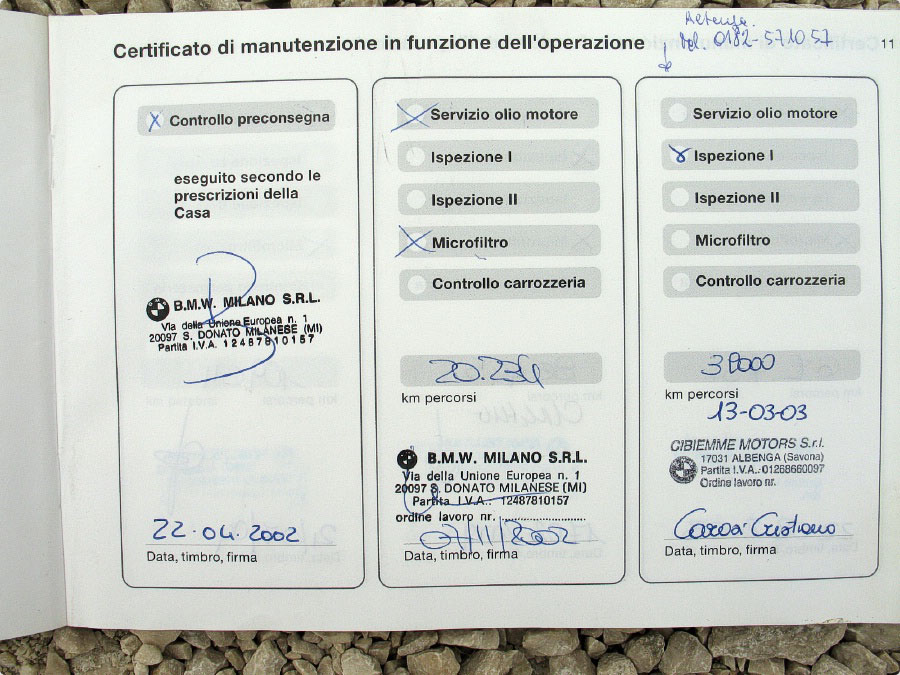 Certificato di manutenzione in funzione dell'operazione
Albenga.
tel. 0182-571057
11
X Controllo preconsegna
eseguito secondo le
prescrizioni della
Casa
B.M.W. MILANO S.R.L.
Via della Unione Europea n. 1
20097 S. DONATO MILANESE (MI)
Partita I.V.A. 12487810157
22-04-2002
Data, timbro, firma
X Servizio olio motore
Ispezione I
Ispezione II
X Microfiltro
Controllo carrozzeria
20.234
km percorsi
B.M.W. MILANO S.R.L.
Via della Unione Europea n. 1
20097 S. DONATO MILANESE (MI)
Partita I.V.A.: 12487810157
ordine lavoro nr. ........................
07/11/2002
Data, timbro, firma
Servizio olio motore
X Ispezione I
Ispezione II
Microfiltro
Controllo carrozzeria
km percorsi
13-03-03
CIBIEMME MOTORS S.r.l.
17031 ALBENGA (Savona)
Partita I.V.A.:01268660097
Ordine lavoro nr.
Cristiano
Data, timbro, firma